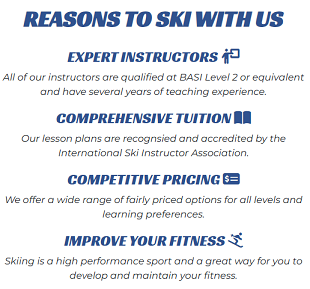 REASONS TO SKI WITH US
EXPERT INSTRUCTORS
All of our instructors are qualified at BASI Level 2 or equivalent
and have several years of teaching experience.
COMPREHENSIVE TUITION
Our lesson plans are recognsied and accredited by the
International Ski Instructor Association.
COMPETITIVE PRICING
We offer a wide range of fairly priced options for all levels and
learning preferences.
IMPROVE YOUR FITNESS
Skiing is a high performance sport and a great way for you to
develop and maintain your fitness.